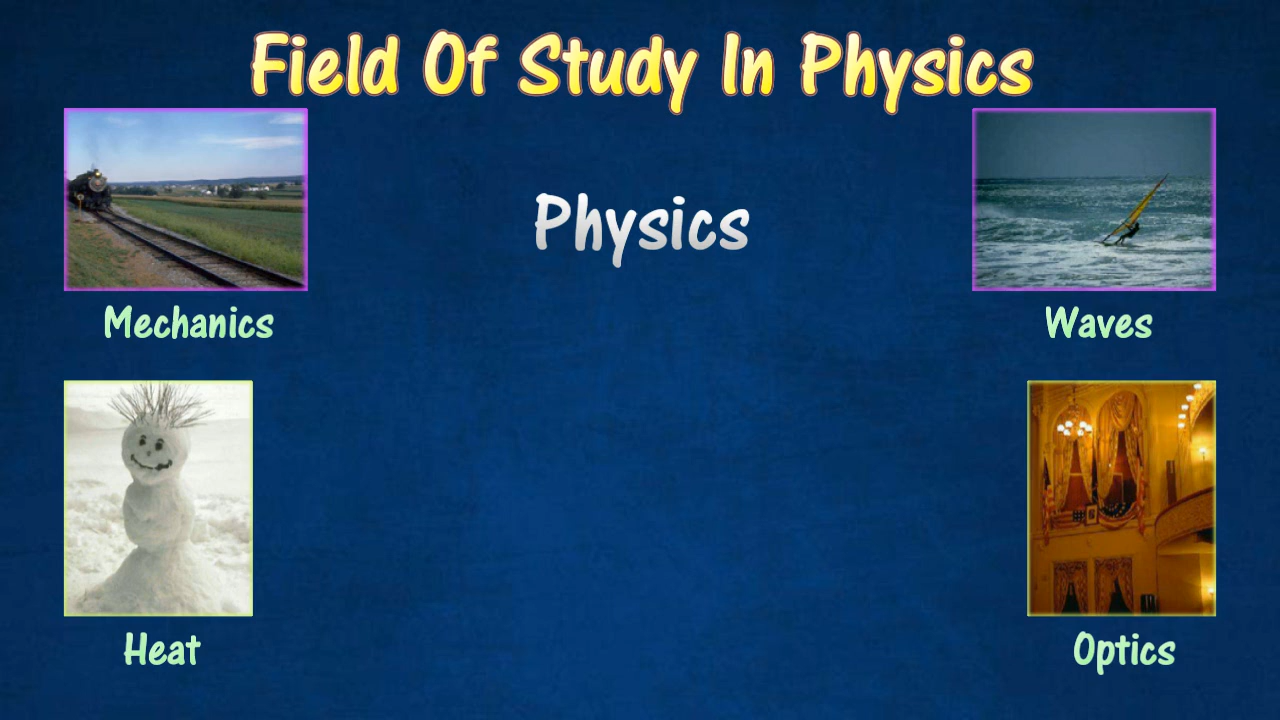 Field Of Study In Physics
Physics
Mechanics
Waves
Heat
Optics